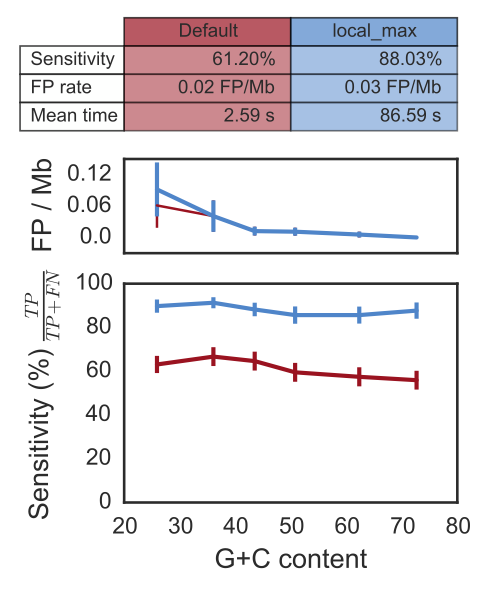 Default local_max
Sensitivity 61.20% 88.03%
FP rate 0.02 FP/Mb 0.03 FP/Mb
Mean time 2.59 s 86.59 s
FP / Mb
0.12
0.06
0.0
Sensitivity (%) TP
TP+FN
100
80
60
40
20
0
20 30 40 50 60 70 80
G+C content